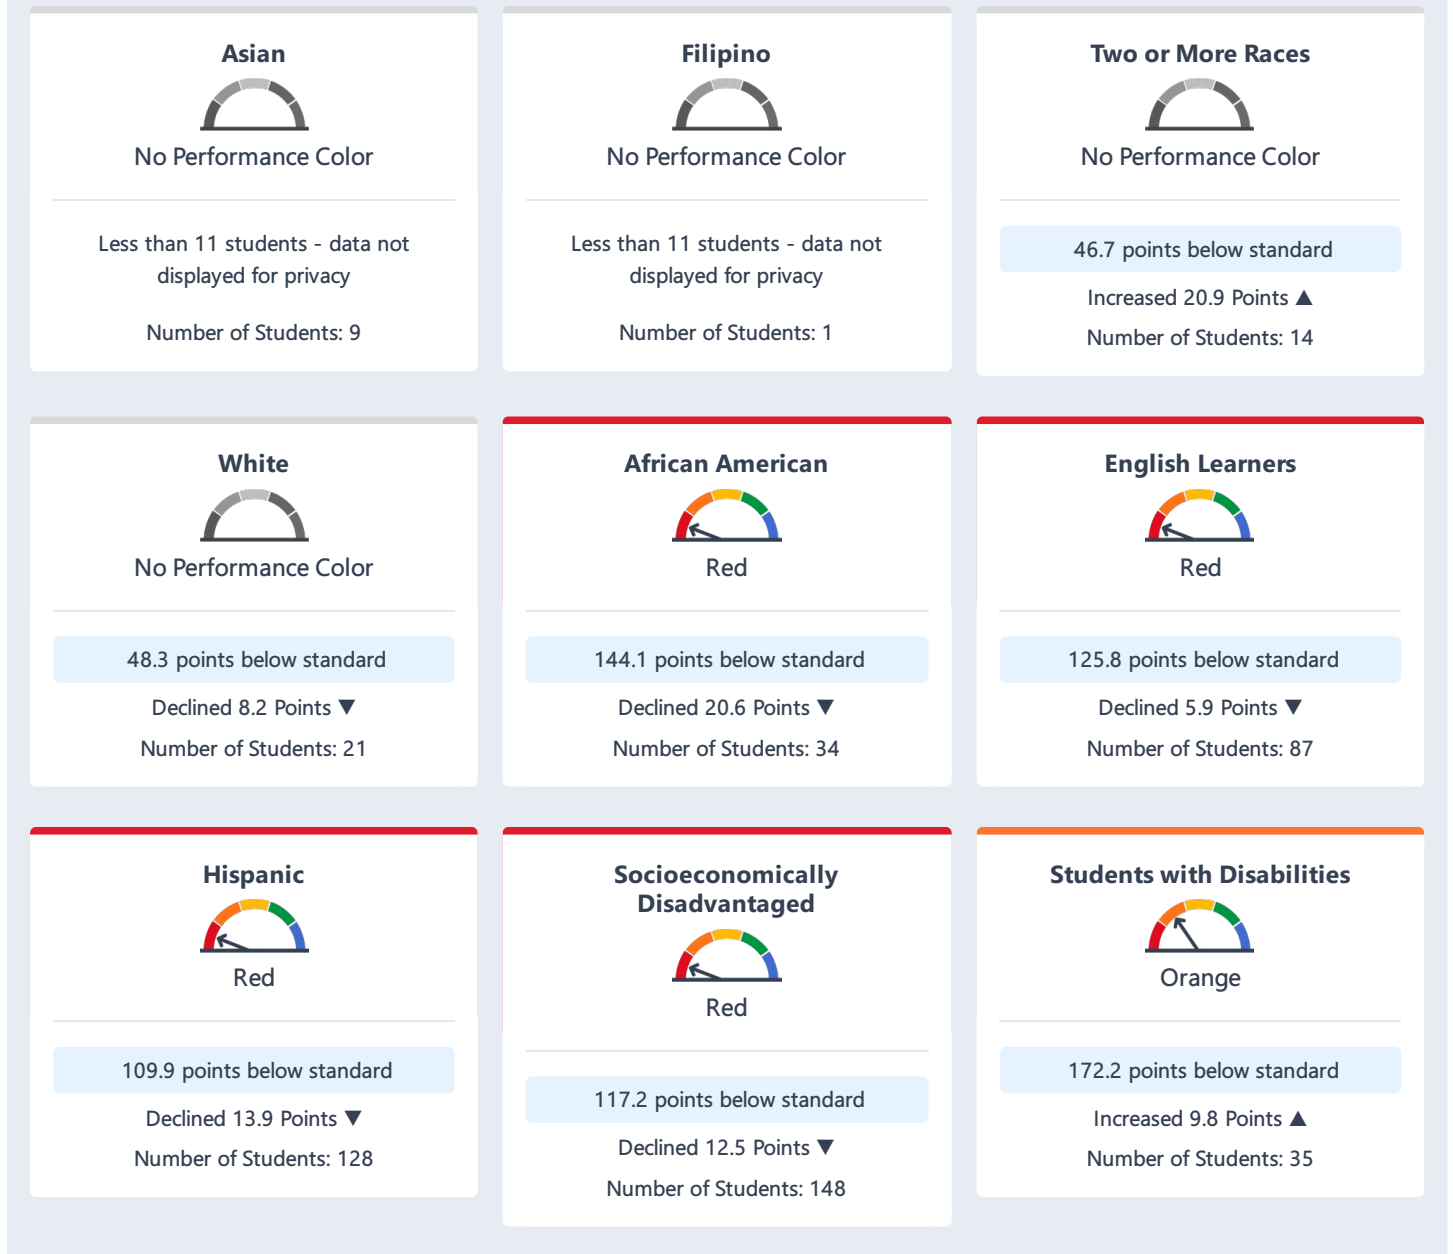 Asian
No Performance Color
Less than 11 students - data not
displayed for privacy
Number of Students: 9
Filipino
No Performance Color
Less than 11 students - data not
displayed for privacy
Number of Students: 1
Two or More Races
No Performance Color
46.7 points below standard
Increased 20.9 Points ▲
Number of Students: 14
White
No Performance Color
48.3 points below standard
Declined 8.2 Points ▼
Number of Students: 21
African American
Red
144.1 points below standard
Declined 20.6 Points ▼
Number of Students: 34
English Learners
Red
125.8 points below standard
Declined 5.9 Points ▼
Number of Students: 87
Hispanic
Red
109.9 points below standard
Declined 13.9 Points ▼
Number of Students: 128
Socioeconomically
Disadvantaged
Red
117.2 points below standard
Declined 12.5 Points ▼
Number of Students: 148
Students with Disabilities
Orange
172.2 points below standard
Increased 9.8 Points ▲
Number of Students: 35